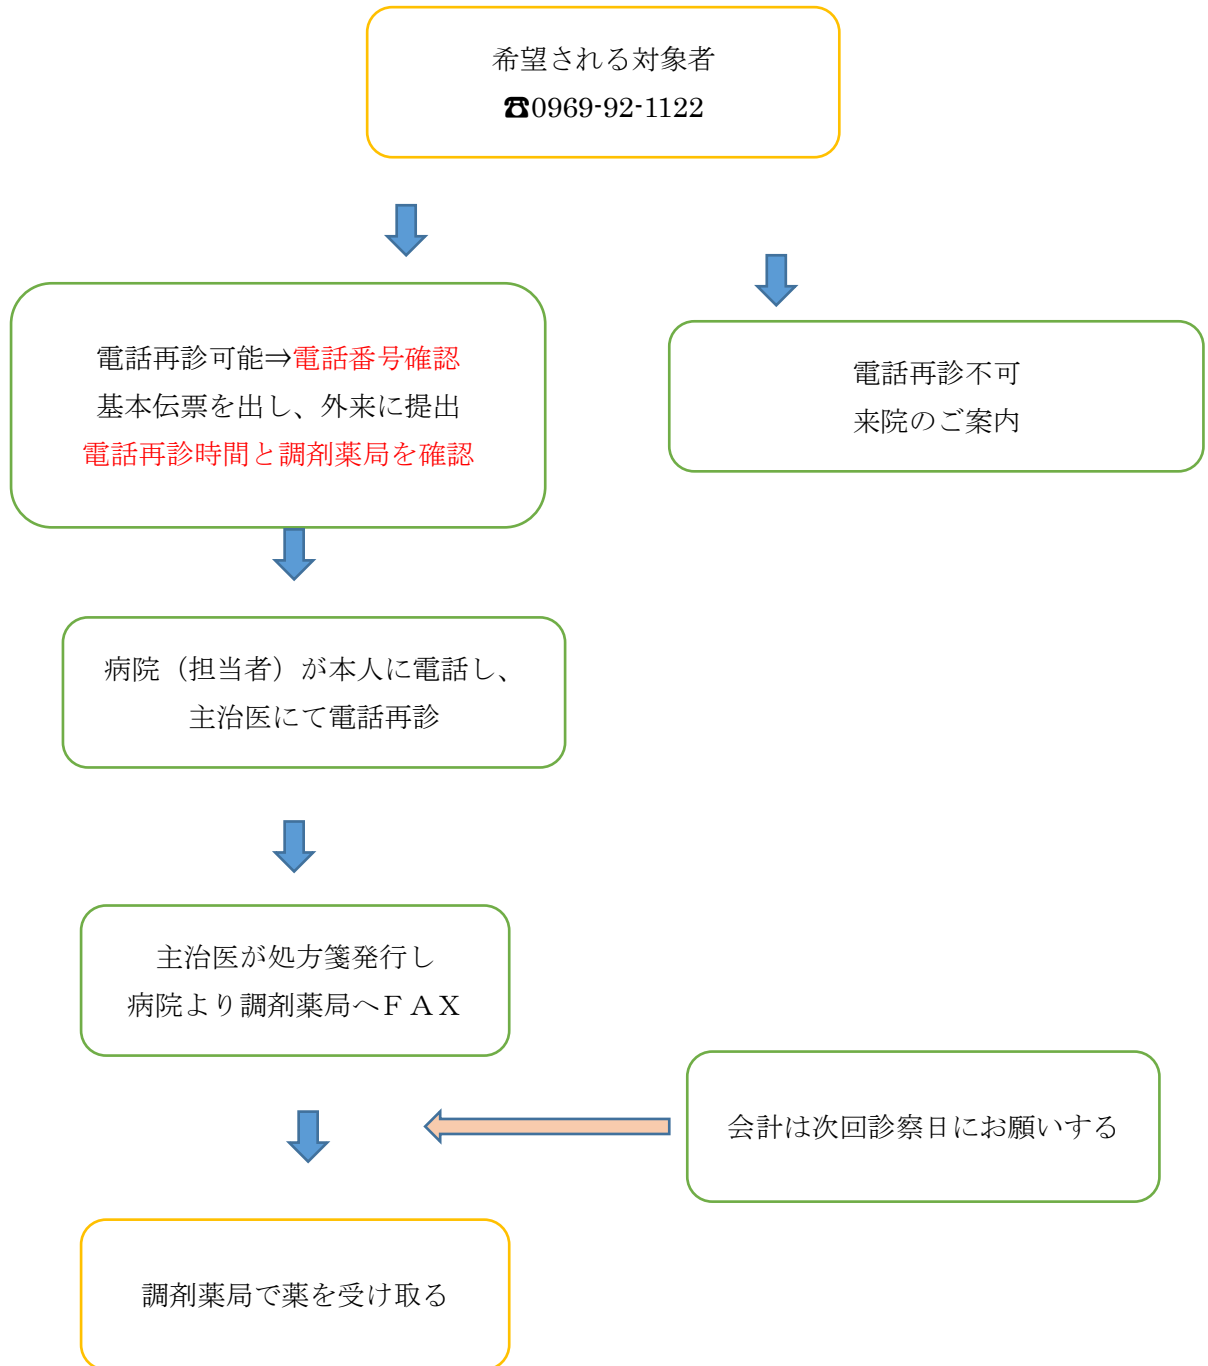 希望される対象者
☎0969-92-1122
電話再診可能⇒電話番号確認
基本伝票を出し、外来に提出
電話再診時間と調剤薬局を確認
電話再診不可
来院のご案内
病院（担当者）が本人に電話し、
主治医にて電話再診
主治医が処方箋発行し
病院より調剤薬局へＦＡＸ
会計は次回診察日にお願いする
調剤薬局で薬を受け取る